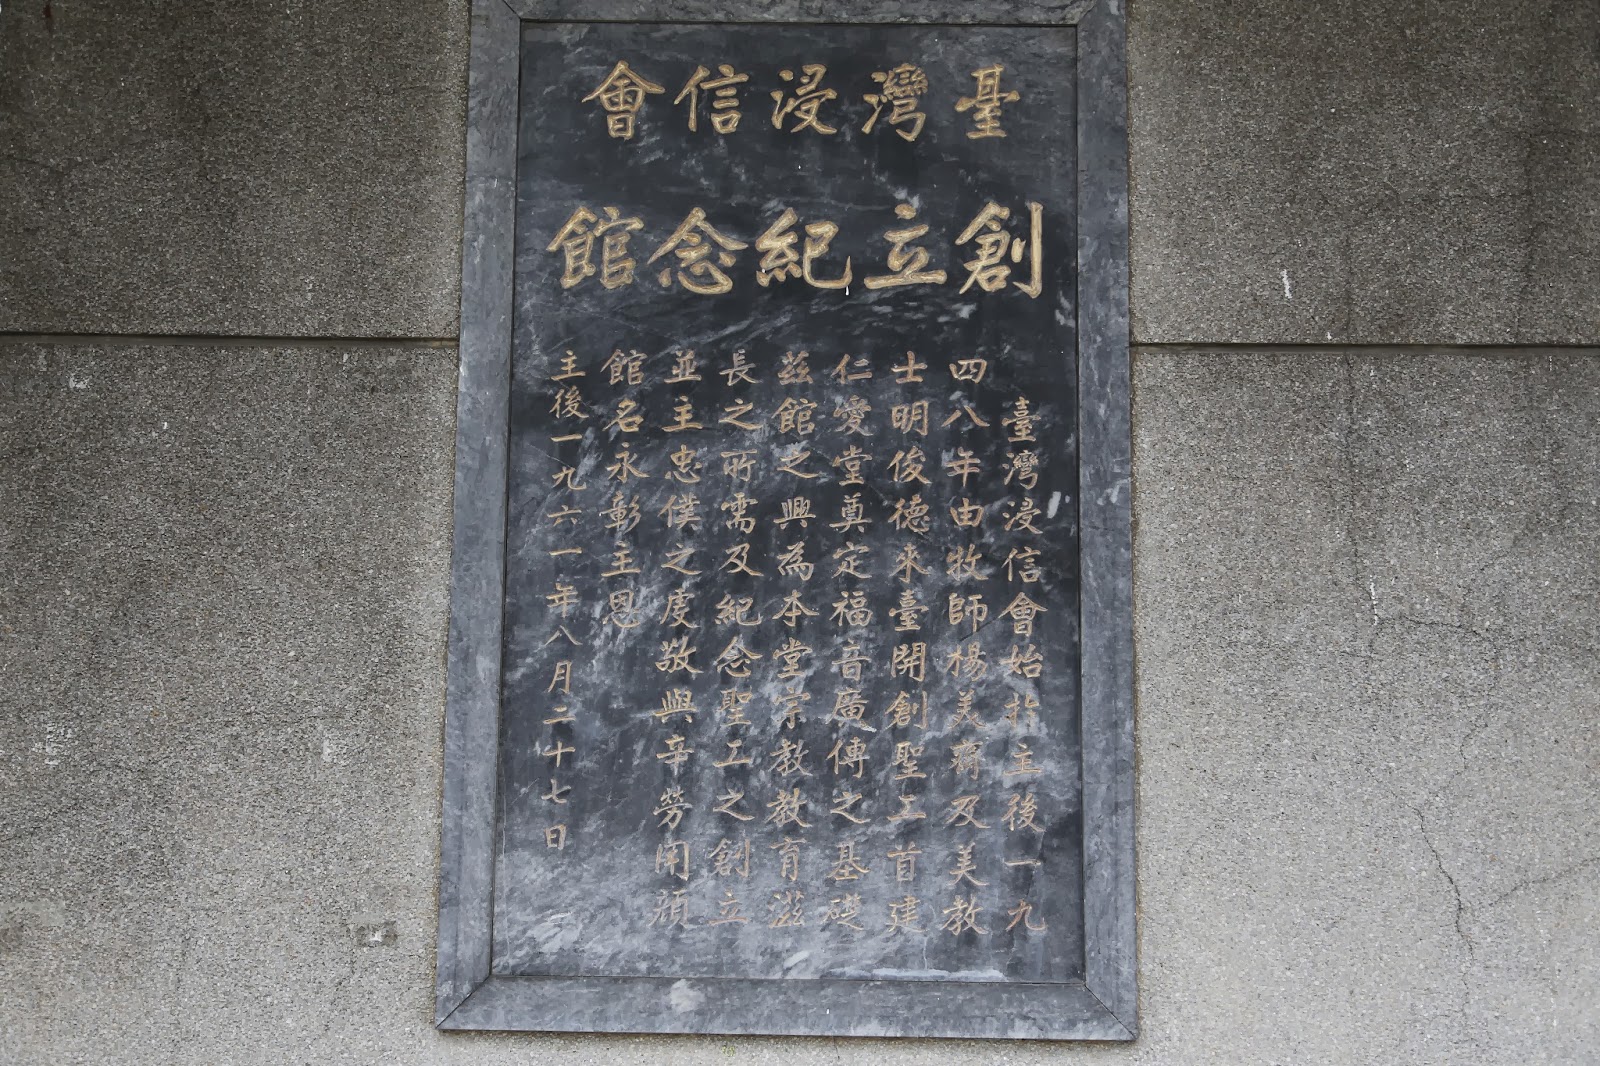 臺灣浸信會
創立紀念館
臺灣浸信會始於主後一九
四八年由牧師楊美齋及美教
士明俊德來臺開創聖工首建
仁愛堂奠定福音廣傳之基礎
茲館之興為本堂宗教教育滋
長之所需及紀念聖工之創立
並主忠僕之虔敬與辛勞用顏
館名永彰主恩
主後一九六一年八月二十七日